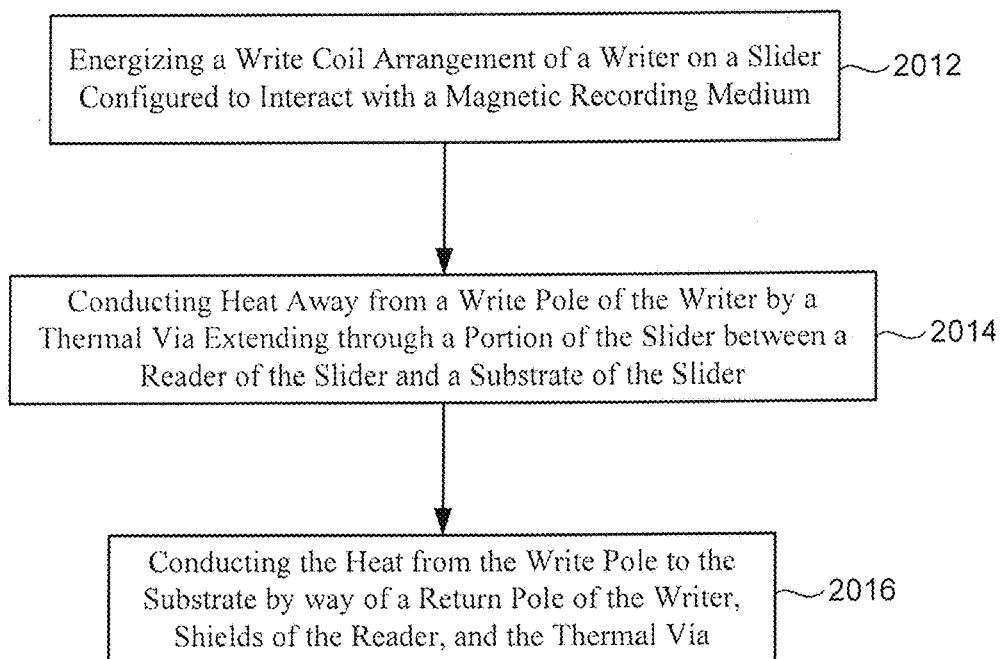 Energizing a Write Coil Arrangement of a Writer on a Slider
Configured to Interact with a Magnetic Recording Medium
2012
Conducting Heat Away from a Write Pole of the Writer by a
Thermal Via Extending through a Portion of the Slider between a
Reader of the Slider and a Substrate of the Slider
2014
Conducting the Heat from the Write Pole to the
Substrate by way of a Return Pole of the Writer,
Shields of the Reader, and the Thermal Via
2016